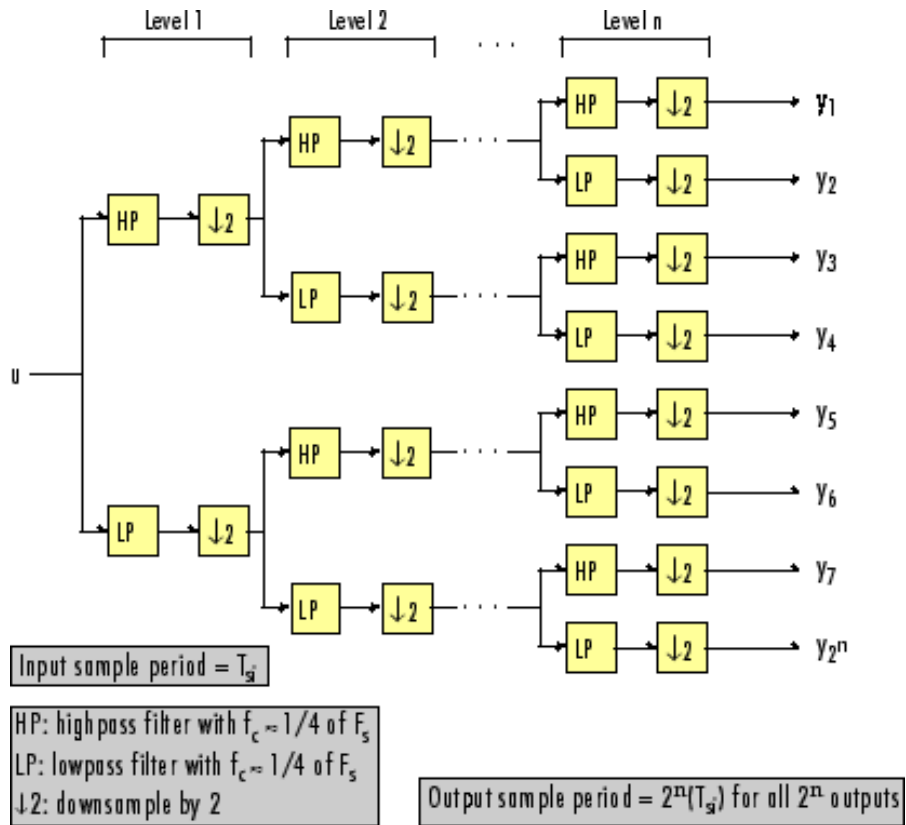 Level 1 Level 2 · · · Level n
HP ↓2 y₁
HP ↓2 · · ·
LP ↓2 y₂
HP ↓2
HP ↓2 y₃
LP ↓2 · · ·
LP ↓2 y₄
u
HP ↓2 y₅
HP ↓2 · · ·
LP ↓2 y₆
LP ↓2
HP ↓2 y₇
LP ↓2 · · ·
LP ↓2 y₂ⁿ
Input sample period = Tsi
HP: highpass filter with fc ≈ 1/4 of Fs
LP: lowpass filter with fc ≈ 1/4 of Fs
↓2: downsample by 2
Output sample period = 2ⁿ(Tsi) for all 2ⁿ outputs